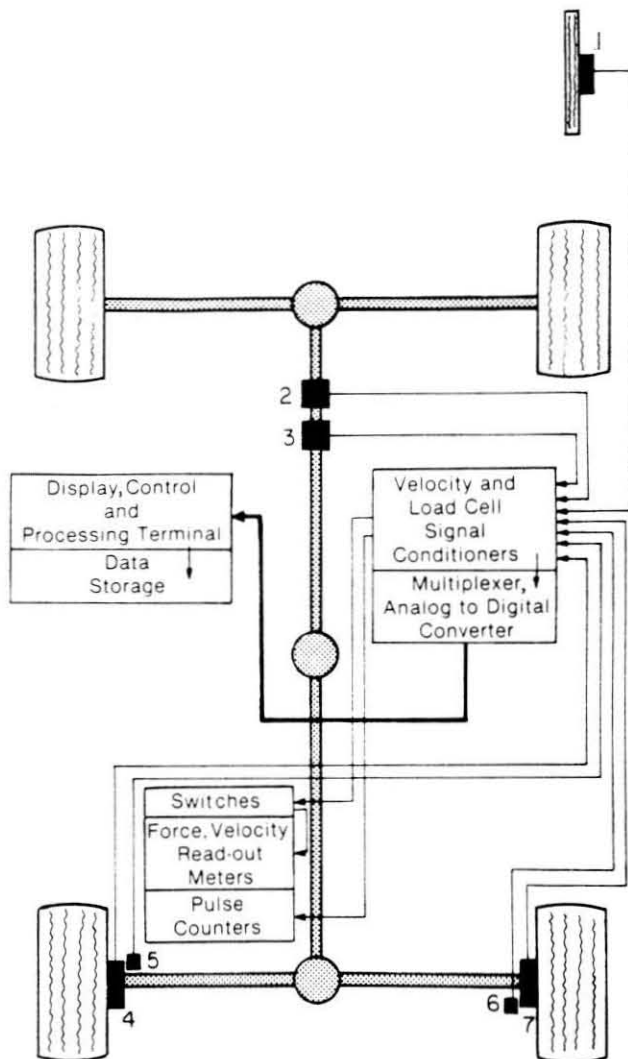 1
2
3
Display, Control
and
Processing Terminal
Data
Storage
Velocity and
Load Cell
Signal
Conditioners
Multiplexer,
Analog to Digital
Converter
Switches
Force, Velocity
Read-out
Meters
Pulse
Counters
5
4
6
7